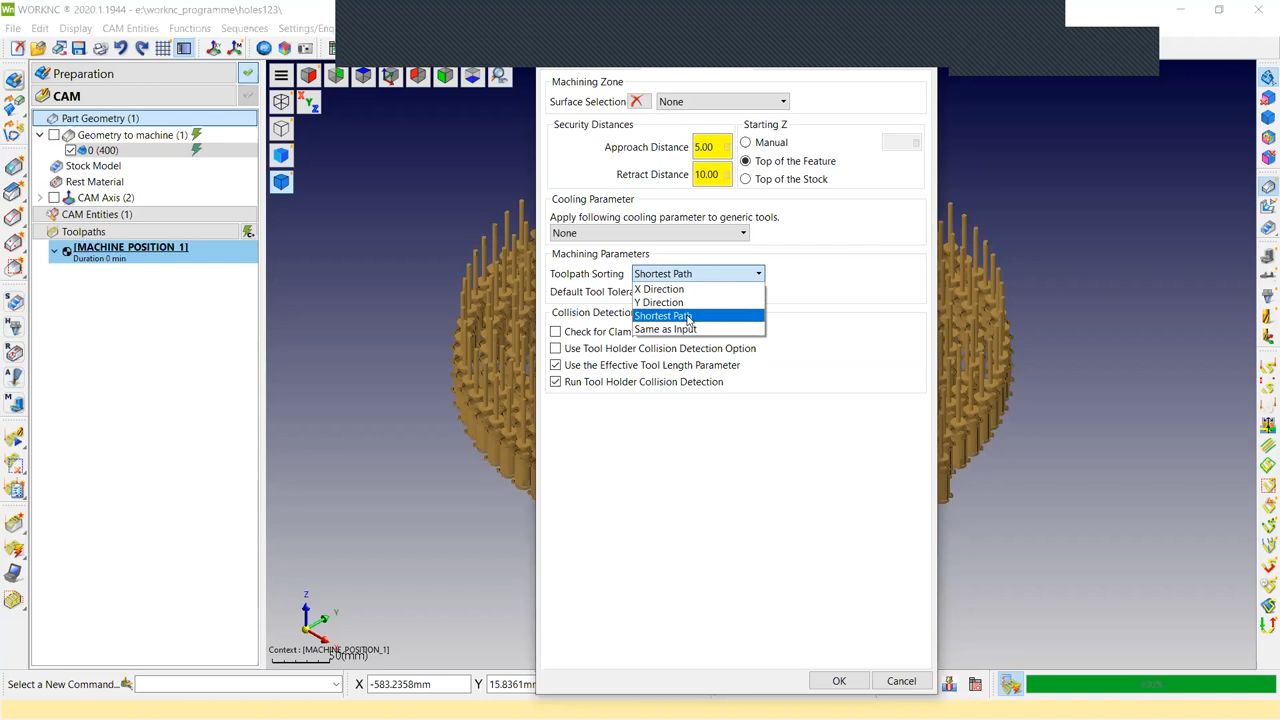 WORKNC ® 2020.1.1944 - e:\worknc_programme\holes123\
File Edit Display CAM Entities Functions Sequences Settings/Enq
Preparation
CAM
Part Geometry (1)
Geometry to machine (1)
0 (400)
Stock Model
Rest Material
CAM Axis (2)
CAM Entities (1)
Toolpaths
[MACHINE_POSITION_1]
Duration 0 min
Machining Zone
Surface Selection None
Security Distances
Approach Distance 5.00
Retract Distance 10.00
Starting Z
Manual
Top of the Feature
Top of the Stock
Cooling Parameter
Apply following cooling parameter to generic tools.
None
Machining Parameters
Toolpath Sorting Shortest Path
X Direction
Default Tool Tolera
Y Direction
Shortest Path
Same as Input
Collision Detectio
Check for Clam
Use Tool Holder Collision Detection Option
Use the Effective Tool Length Parameter
Run Tool Holder Collision Detection
Z
Y
X
Context : [MACHINE_POSITION_1]
50(mm)
OK Cancel
Select a New Command... X -583.2358mm Y 15.8361m